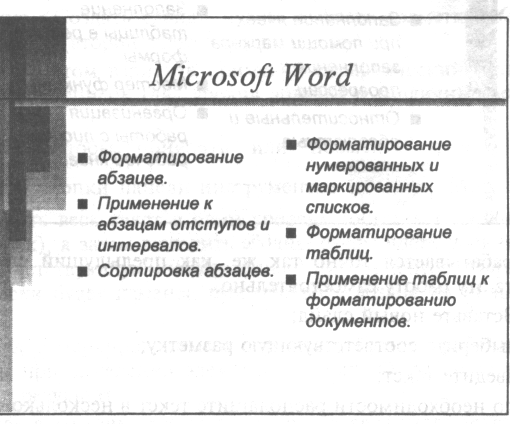 Microsoft Word
■ Форматирование
абзацев.
■ Применение к
абзацам отступов и
интервалов.
■ Сортировка абзацев.
■ Форматирование
нумерованных и
маркированных
списков.
■ Форматирование
таблиц.
■ Применение таблиц к
форматированию
документов.